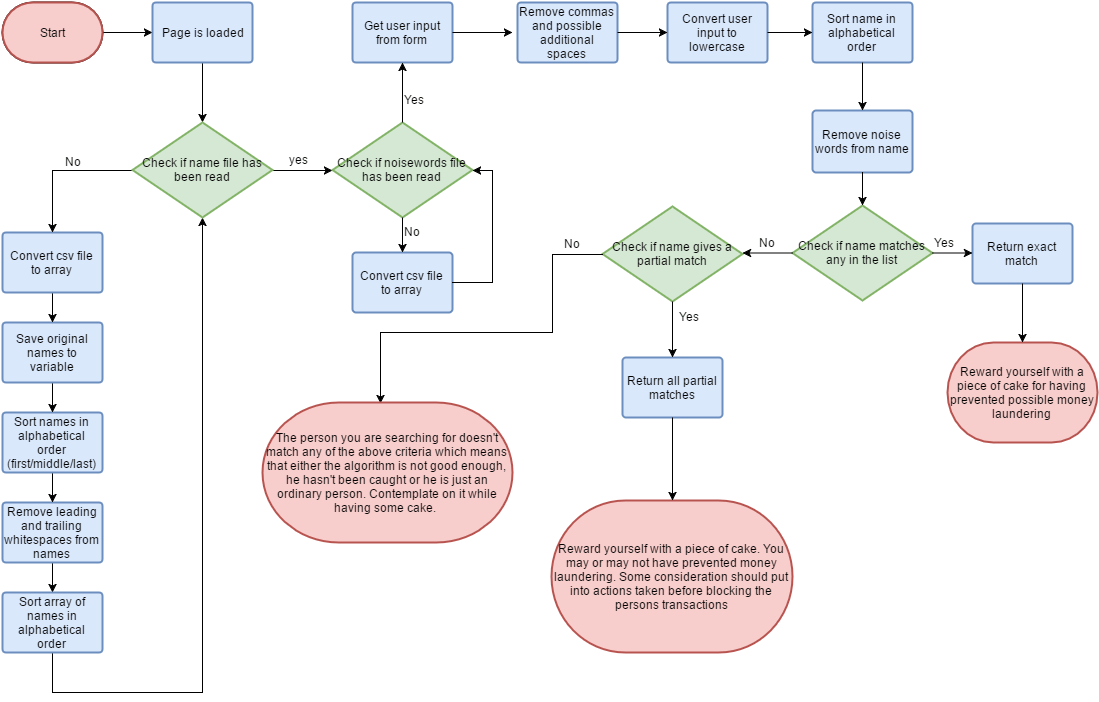 Start
Page is loaded
Get user input
from form
Remove commas
and possible
additional
spaces
Convert user
input to
lowercase
Sort name in
alphabetical
order
Yes
Remove noise
words from name
No
Check if name file has
been read
yes
Check if noisewords file
has been read
No
Convert csv file
to array
No
Check if name gives a
partial match
No
Check if name matches
any in the list
Yes
Return exact
match
Convert csv file
to array
Yes
Save original
names to
variable
Return all partial
matches
Reward yourself with a
piece of cake for having
prevented possible money
laundering
Sort names in
alphabetical
order
(first/middle/last)
The person you are searching for doesn't
match any of the above criteria which means
that either the algorithm is not good enough,
he hasn't been caught or he is just an
ordinary person. Contemplate on it while
having some cake.
Remove leading
and trailing
whitespaces from
names
Reward yourself with a piece of cake. You
may or may not have prevented money
laundering. Some consideration should put
into actions taken before blocking the
persons transactions
Sort array of
names in
alphabetical
order